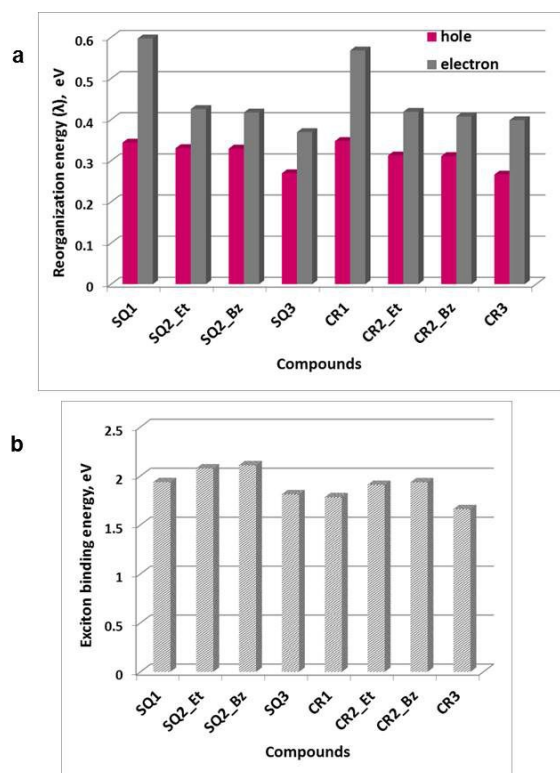 a
hole
electron
Reorganization energy (λ), eV
0.6
0.5
0.4
0.3
0.2
0.1
0
SQ1
SQ2_Et
SQ2_Bz
SQ3
CR1
CR2_Et
CR2_Bz
CR3
Compounds
b
Exciton binding energy, eV
2.5
2
1.5
1
0.5
0
SQ1
SQ2_Et
SQ2_Bz
SQ3
CR1
CR2_Et
CR2_Bz
CR3
Compounds